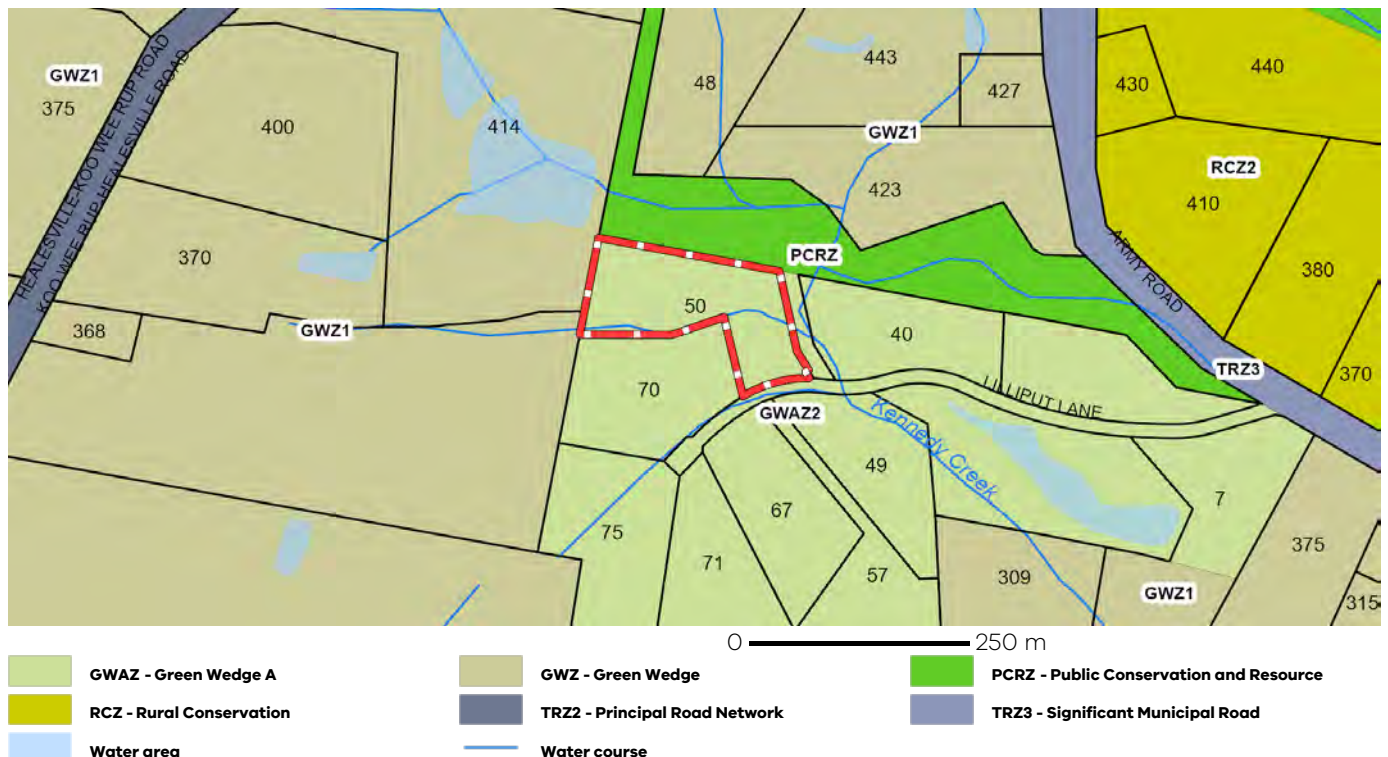 GWZ1
375
HEALESVILLE-KOO WEE RUP ROAD
KOO WEE RUP-HEALESVILLE ROAD
400
414
48
443
427
430
440
GWZ1
423
RCZ2
410
370
PCRZ
ARMY ROAD
380
50
368
GWZ1
40
TRZ3
370
70
LILLIPUT LANE
GWAZ2
Kennedy Creek
49
7
67
75
71
57
375
309
GWZ1
315
0 250 m
GWAZ - Green Wedge A
GWZ - Green Wedge
PCRZ - Public Conservation and Resource
RCZ - Rural Conservation
TRZ2 - Principal Road Network
TRZ3 - Significant Municipal Road
Water area
Water course